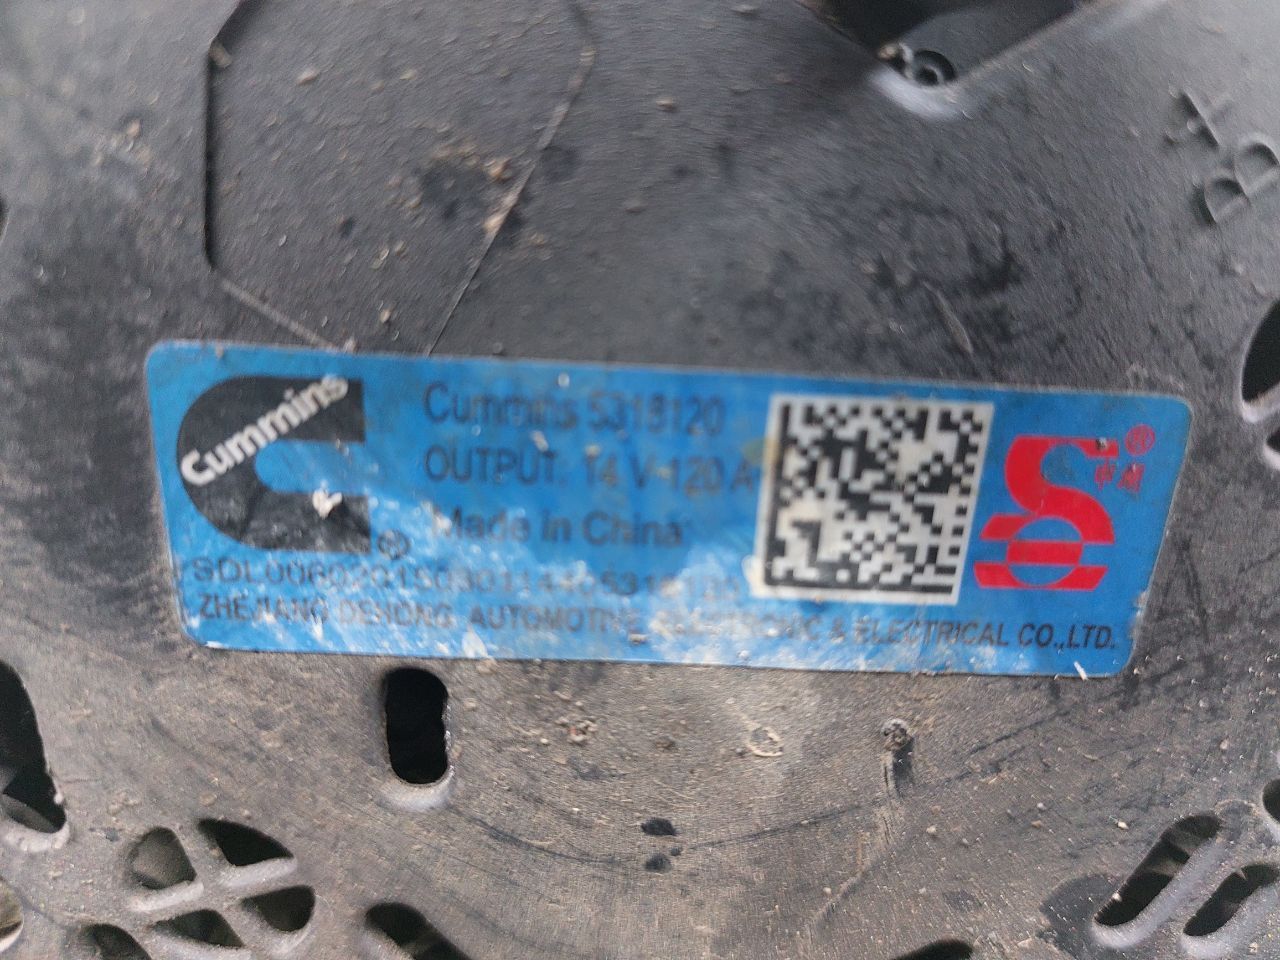 Cummins
Cummins 5318120
OUTPUT. 14 V 120 A
Made in China
ZHEJIANG DEHONG AUTOMOTIVE ELECTRONIC & ELECTRICAL CO.,LTD.
®
B+